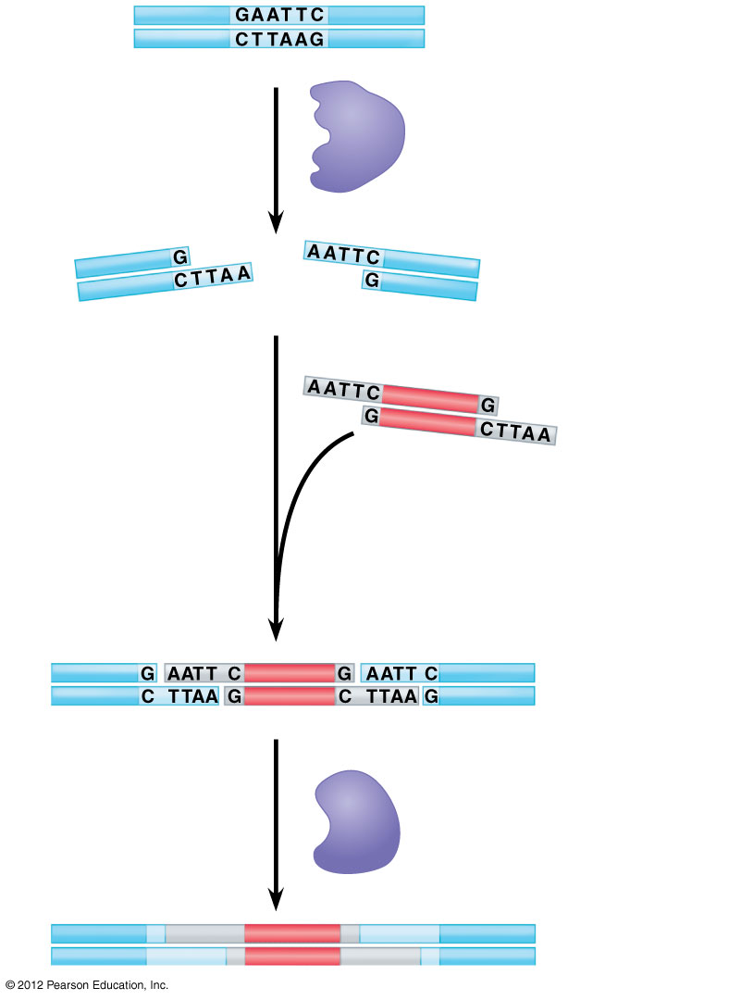 GAATTC
CTTAAG
G
CTTAA
AATTC
G
AATTC G
G CTTAA
G AATT C G AATT C
C TTAA G C TTAA G
© 2012 Pearson Education, Inc.